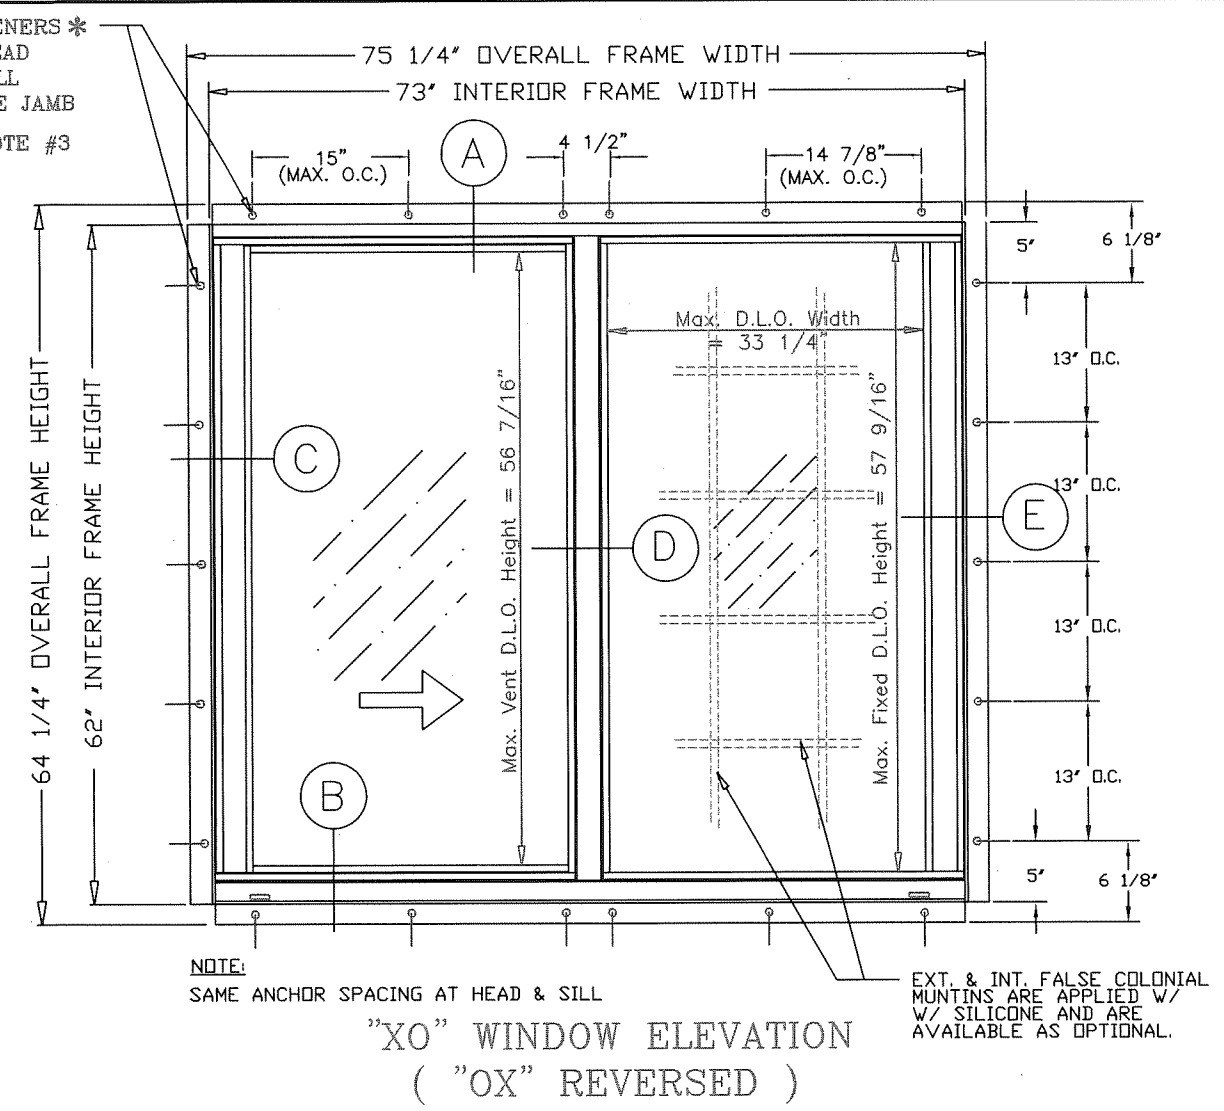 ENERS *
EAD
LL
E JAMB
OTE #3
75 1/4" OVERALL FRAME WIDTH
73" INTERIOR FRAME WIDTH
15"
(MAX. O.C.)
A
4 1/2"
14 7/8"
(MAX. O.C.)
5"
6 1/8"
64 1/4" OVERALL FRAME HEIGHT
62" INTERIOR FRAME HEIGHT
Max. D.L.O. Width
= 33 1/4"
Max. Vent D.L.O. Height = 56 7/16"
Max. Fixed D.L.O. Height = 57 9/16"
C
D
E
B
13" O.C.
13" O.C.
13" O.C.
13" O.C.
5"
6 1/8"
NOTE:
SAME ANCHOR SPACING AT HEAD & SILL
EXT. & INT. FALSE COLONIAL
MUNTINS ARE APPLIED W/
W/ SILICONE AND ARE
AVAILABLE AS OPTIONAL.
"XO" WINDOW ELEVATION
( "OX" REVERSED )